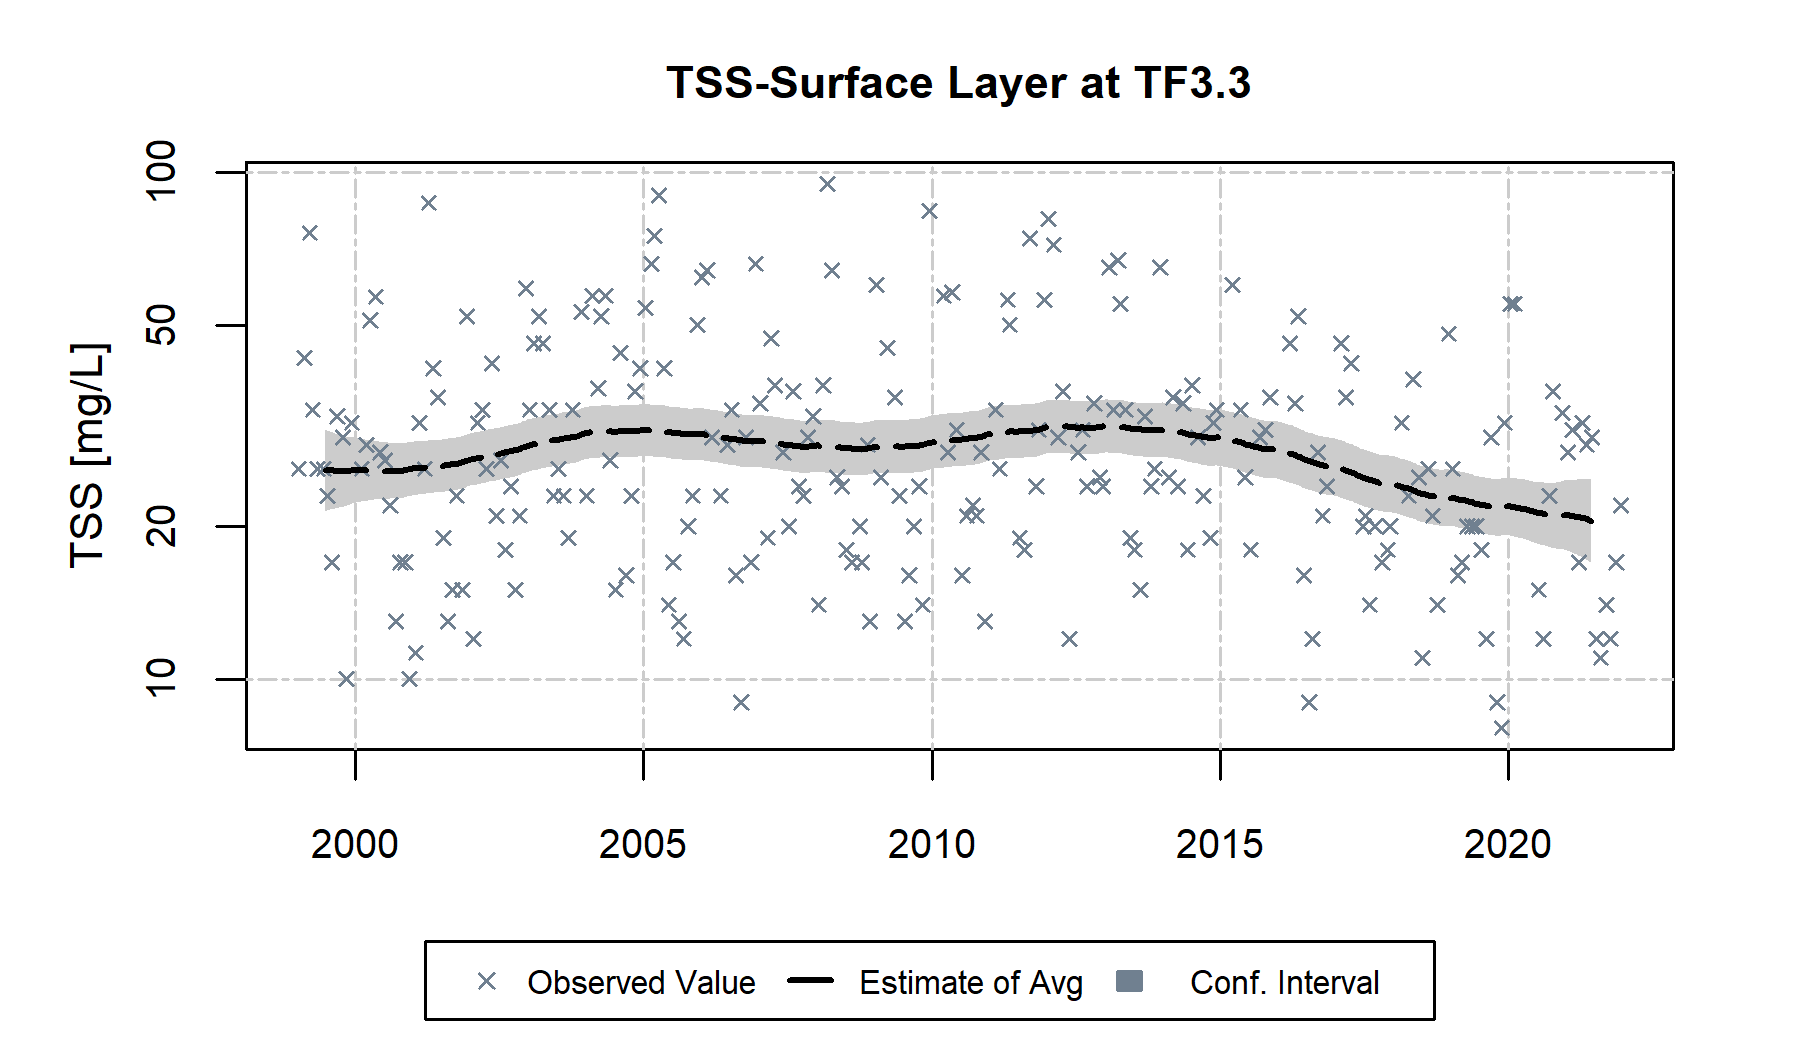 TSS-Surface Layer at TF3.3
TSS [mg/L]
100
50
20
10
2000 2005 2010 2015 2020
Observed Value Estimate of Avg Conf. Interval